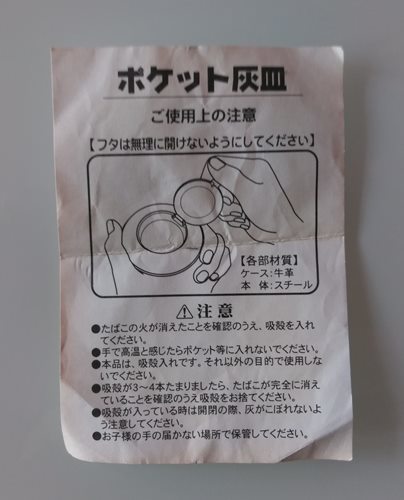 ポケット灰皿
ご使用上の注意
【フタは無理に開けないようにしてください】
【各部材質】
ケース:牛革
本　体:スチール
⚠注意
●たばこの火が消えたことを確認のうえ、吸殻を入れ
てください。
●手で高温と感じたらポケット等に入れないでください。
●本品は、吸殻入れです。それ以外の目的で使用しな
いでください。
●吸殻が3〜4本たまりましたら、たばこが完全に消え
ていることを確認のうえ吸殻をお捨てください。
●吸殻が入っている時は開閉の際、灰がこぼれないよ
う注意してください。
●お子様の手の届かない場所で保管してください。